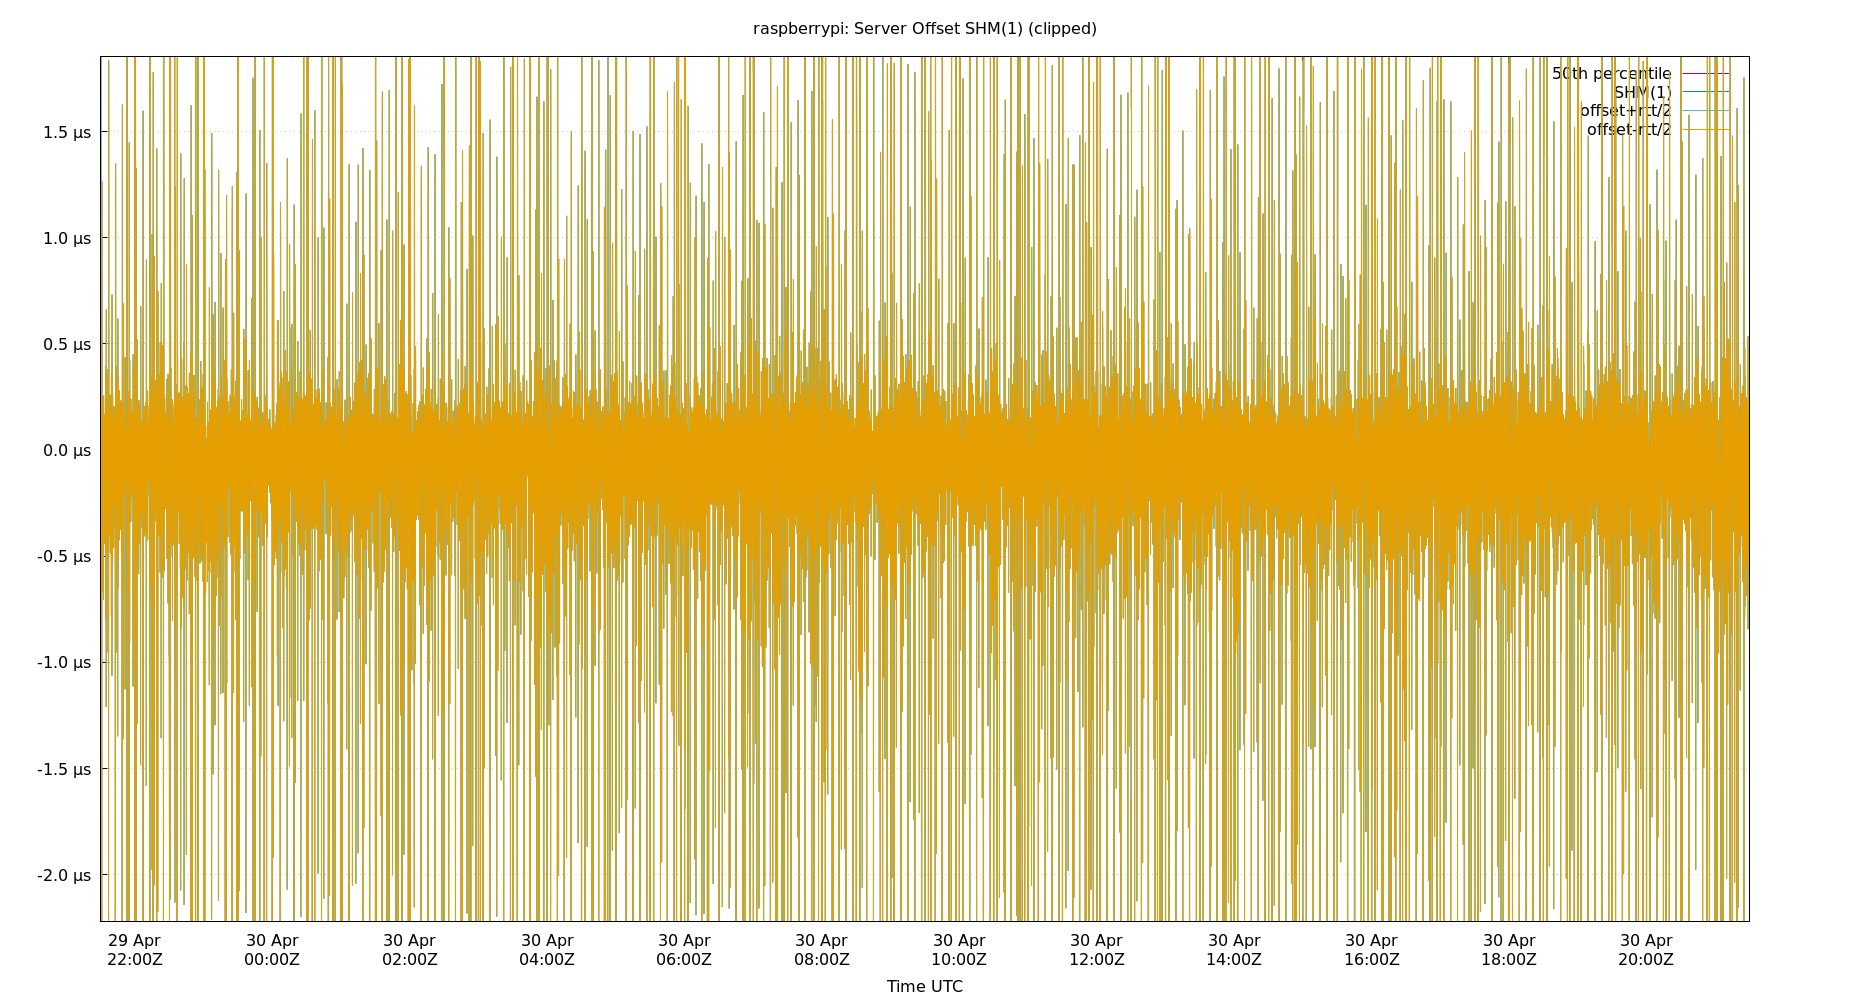 raspberrypi: Server Offset SHM(1) (clipped)
50th percentile
SHM(1)
offset+rtt/2
offset-rtt/2
1.5 µs
1.0 µs
0.5 µs
0.0 µs
-0.5 µs
-1.0 µs
-1.5 µs
-2.0 µs
29 Apr 30 Apr 30 Apr 30 Apr 30 Apr 30 Apr 30 Apr 30 Apr 30 Apr 30 Apr 30 Apr 30 Apr
22:00Z 00:00Z 02:00Z 04:00Z 06:00Z 08:00Z 10:00Z 12:00Z 14:00Z 16:00Z 18:00Z 20:00Z
Time UTC